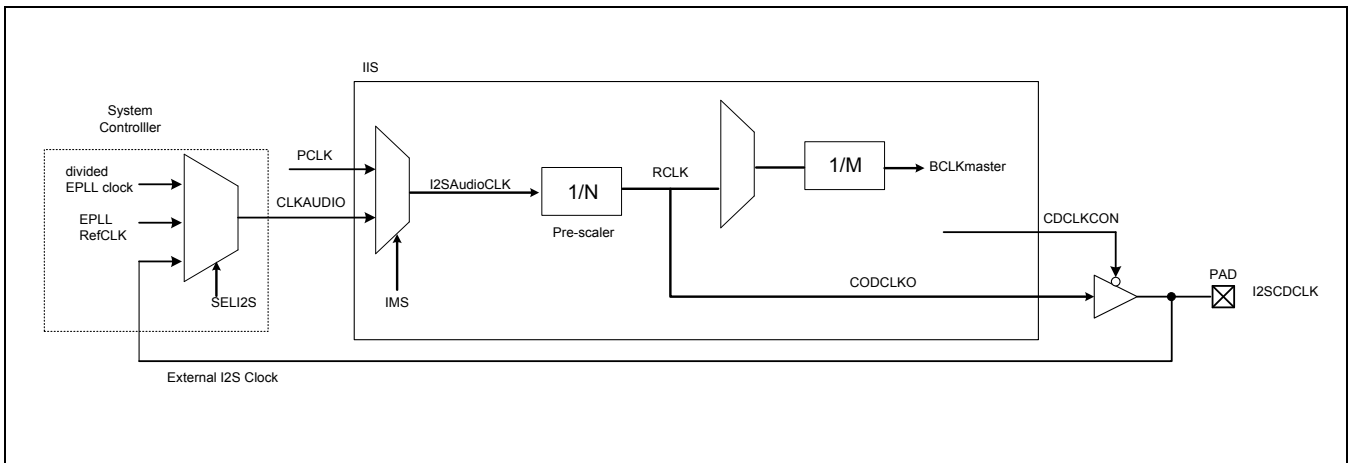 IIS
System
Controlller
divided
EPLL clock
EPLL
RefCLK
SELI2S
CLKAUDIO
PCLK
IMS
I2SAudioCLK
1/N
Pre-scaler
RCLK
1/M
BCLKmaster
CDCLKCON
CODCLKO
PAD
I2SCDCLK
External I2S Clock